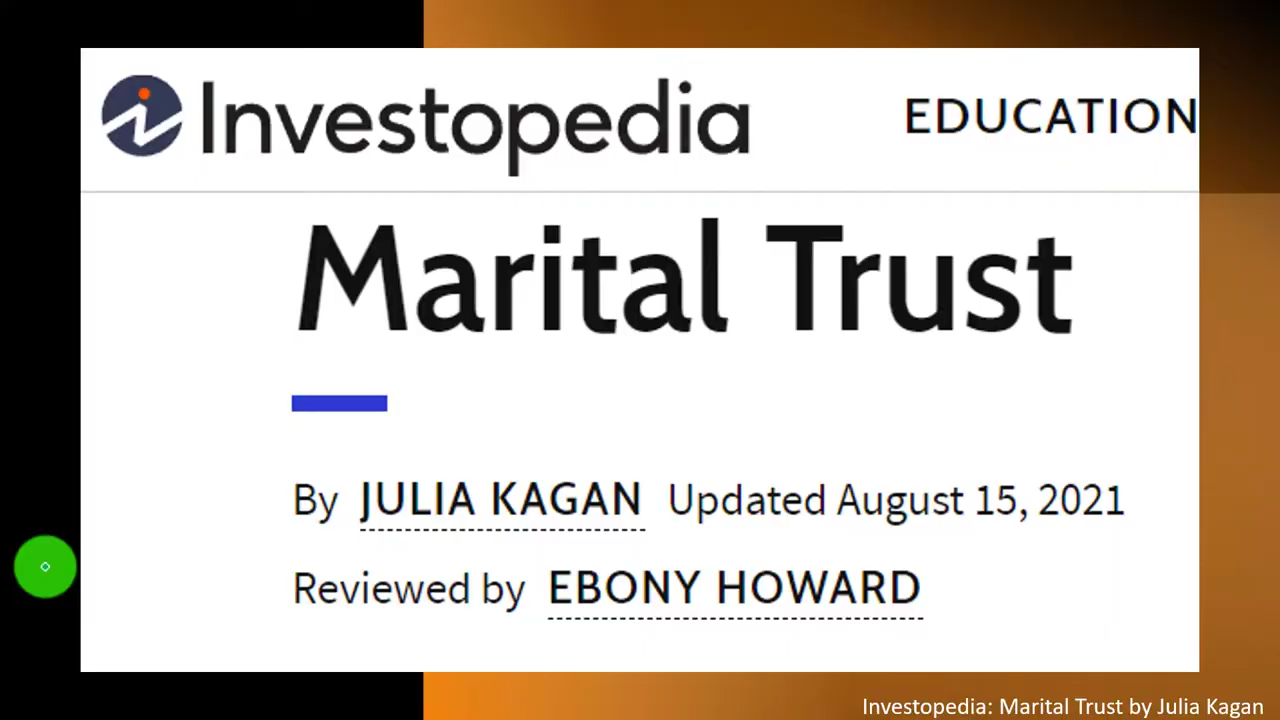 Investopedia
EDUCATION
Marital Trust
By JULIA KAGAN Updated August 15, 2021
Reviewed by EBONY HOWARD
Investopedia: Marital Trust by Julia Kagan